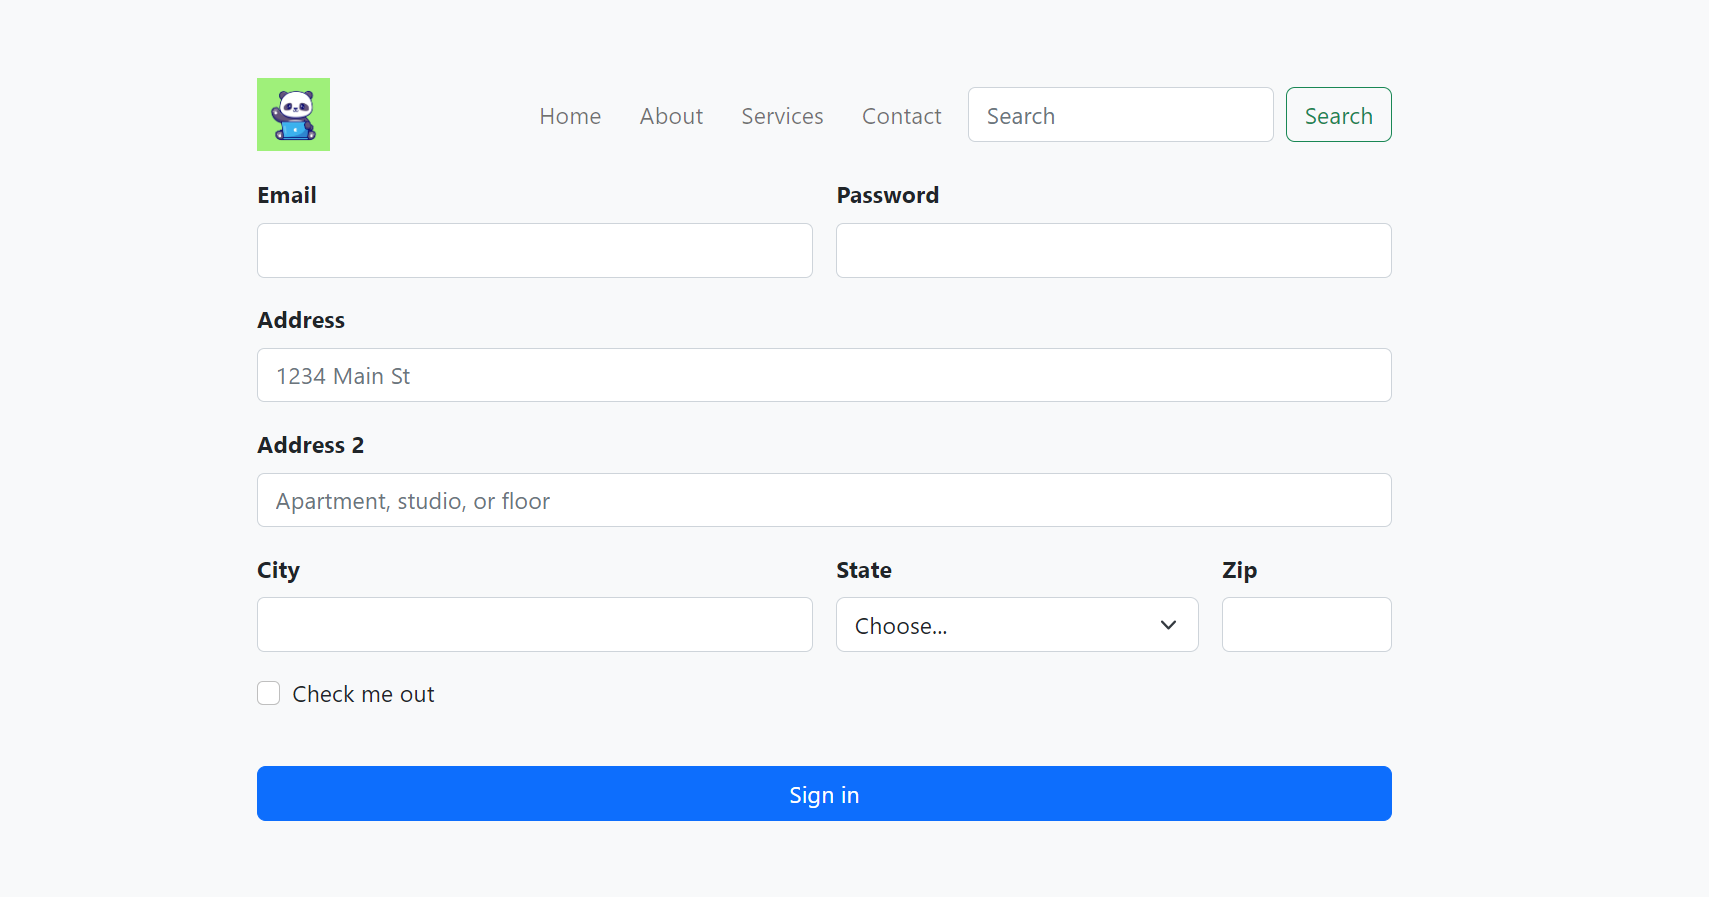 Home About Services Contact Search Search
Email Password
Address
1234 Main St
Address 2
Apartment, studio, or floor
City State Zip
Choose...
Check me out
Sign in